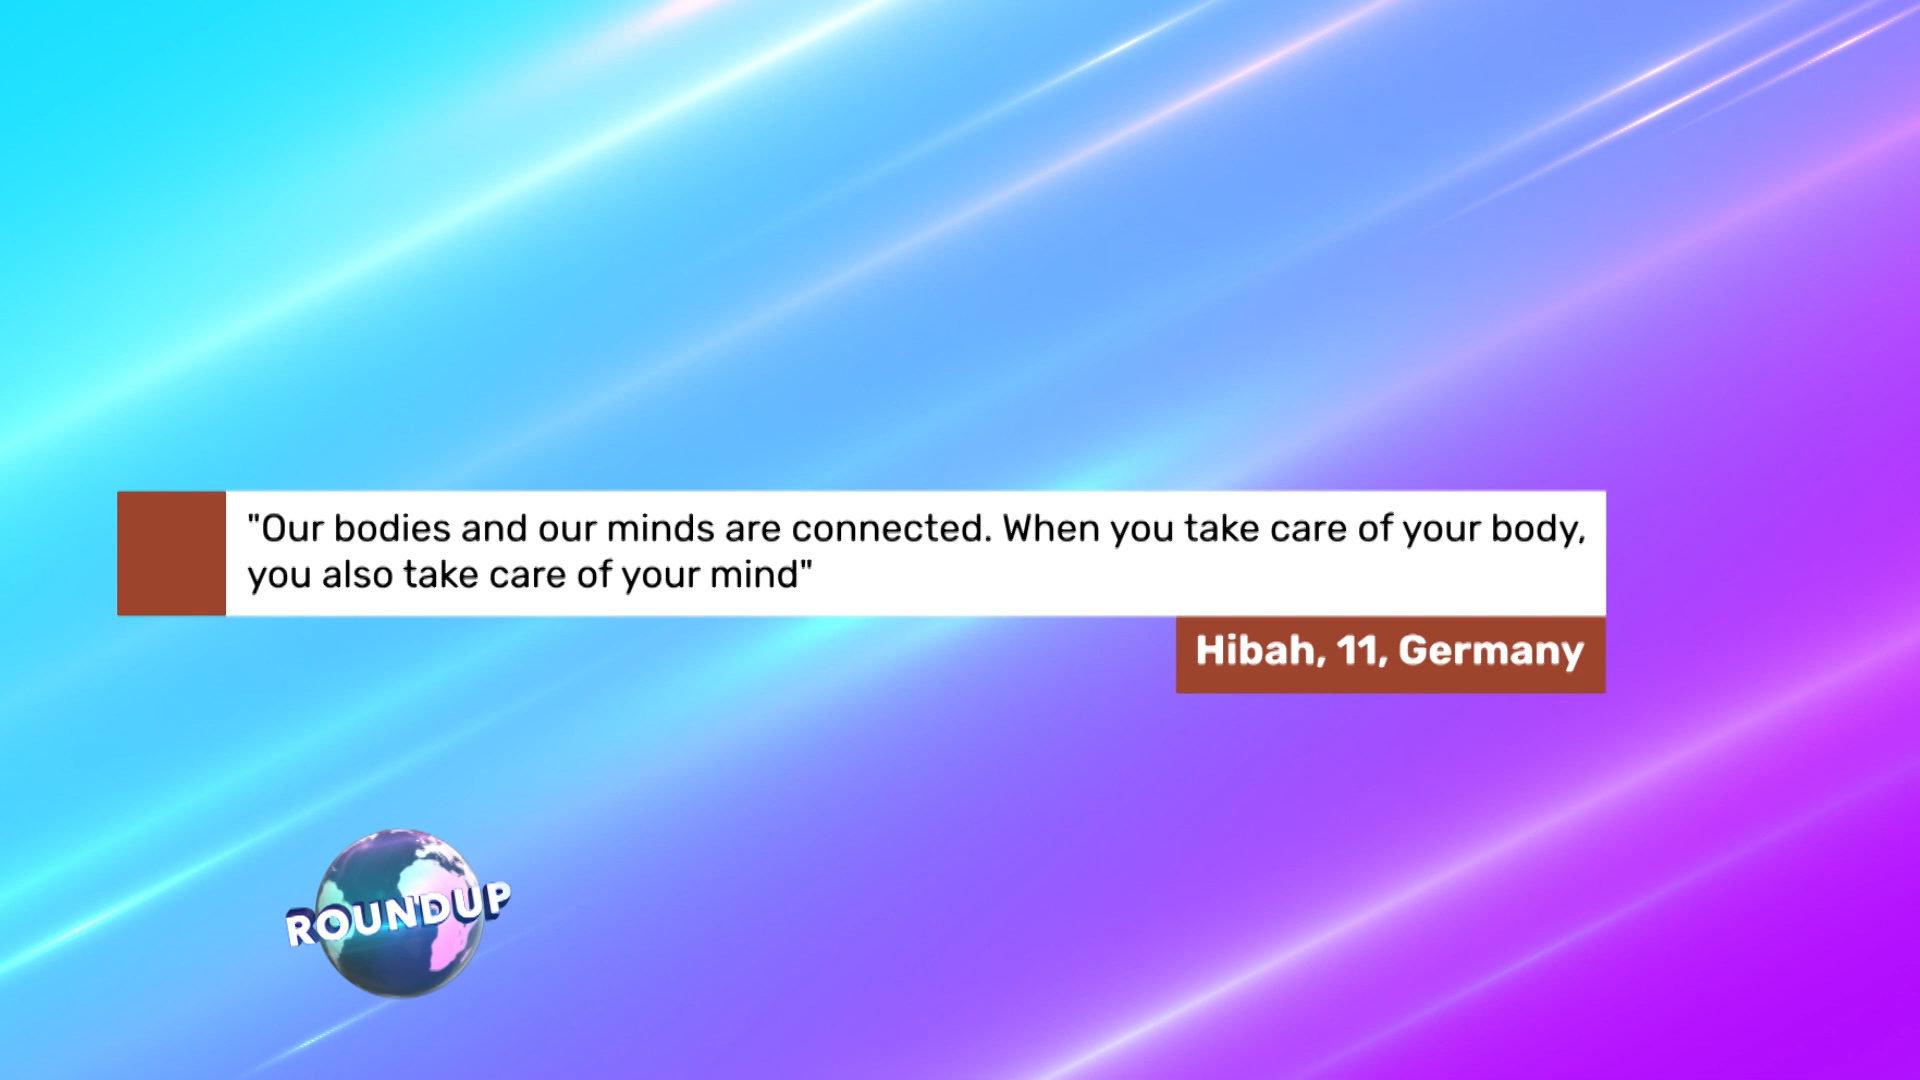 "Our bodies and our minds are connected. When you take care of your body,
you also take care of your mind"
Hibah, 11, Germany
ROUNDUP